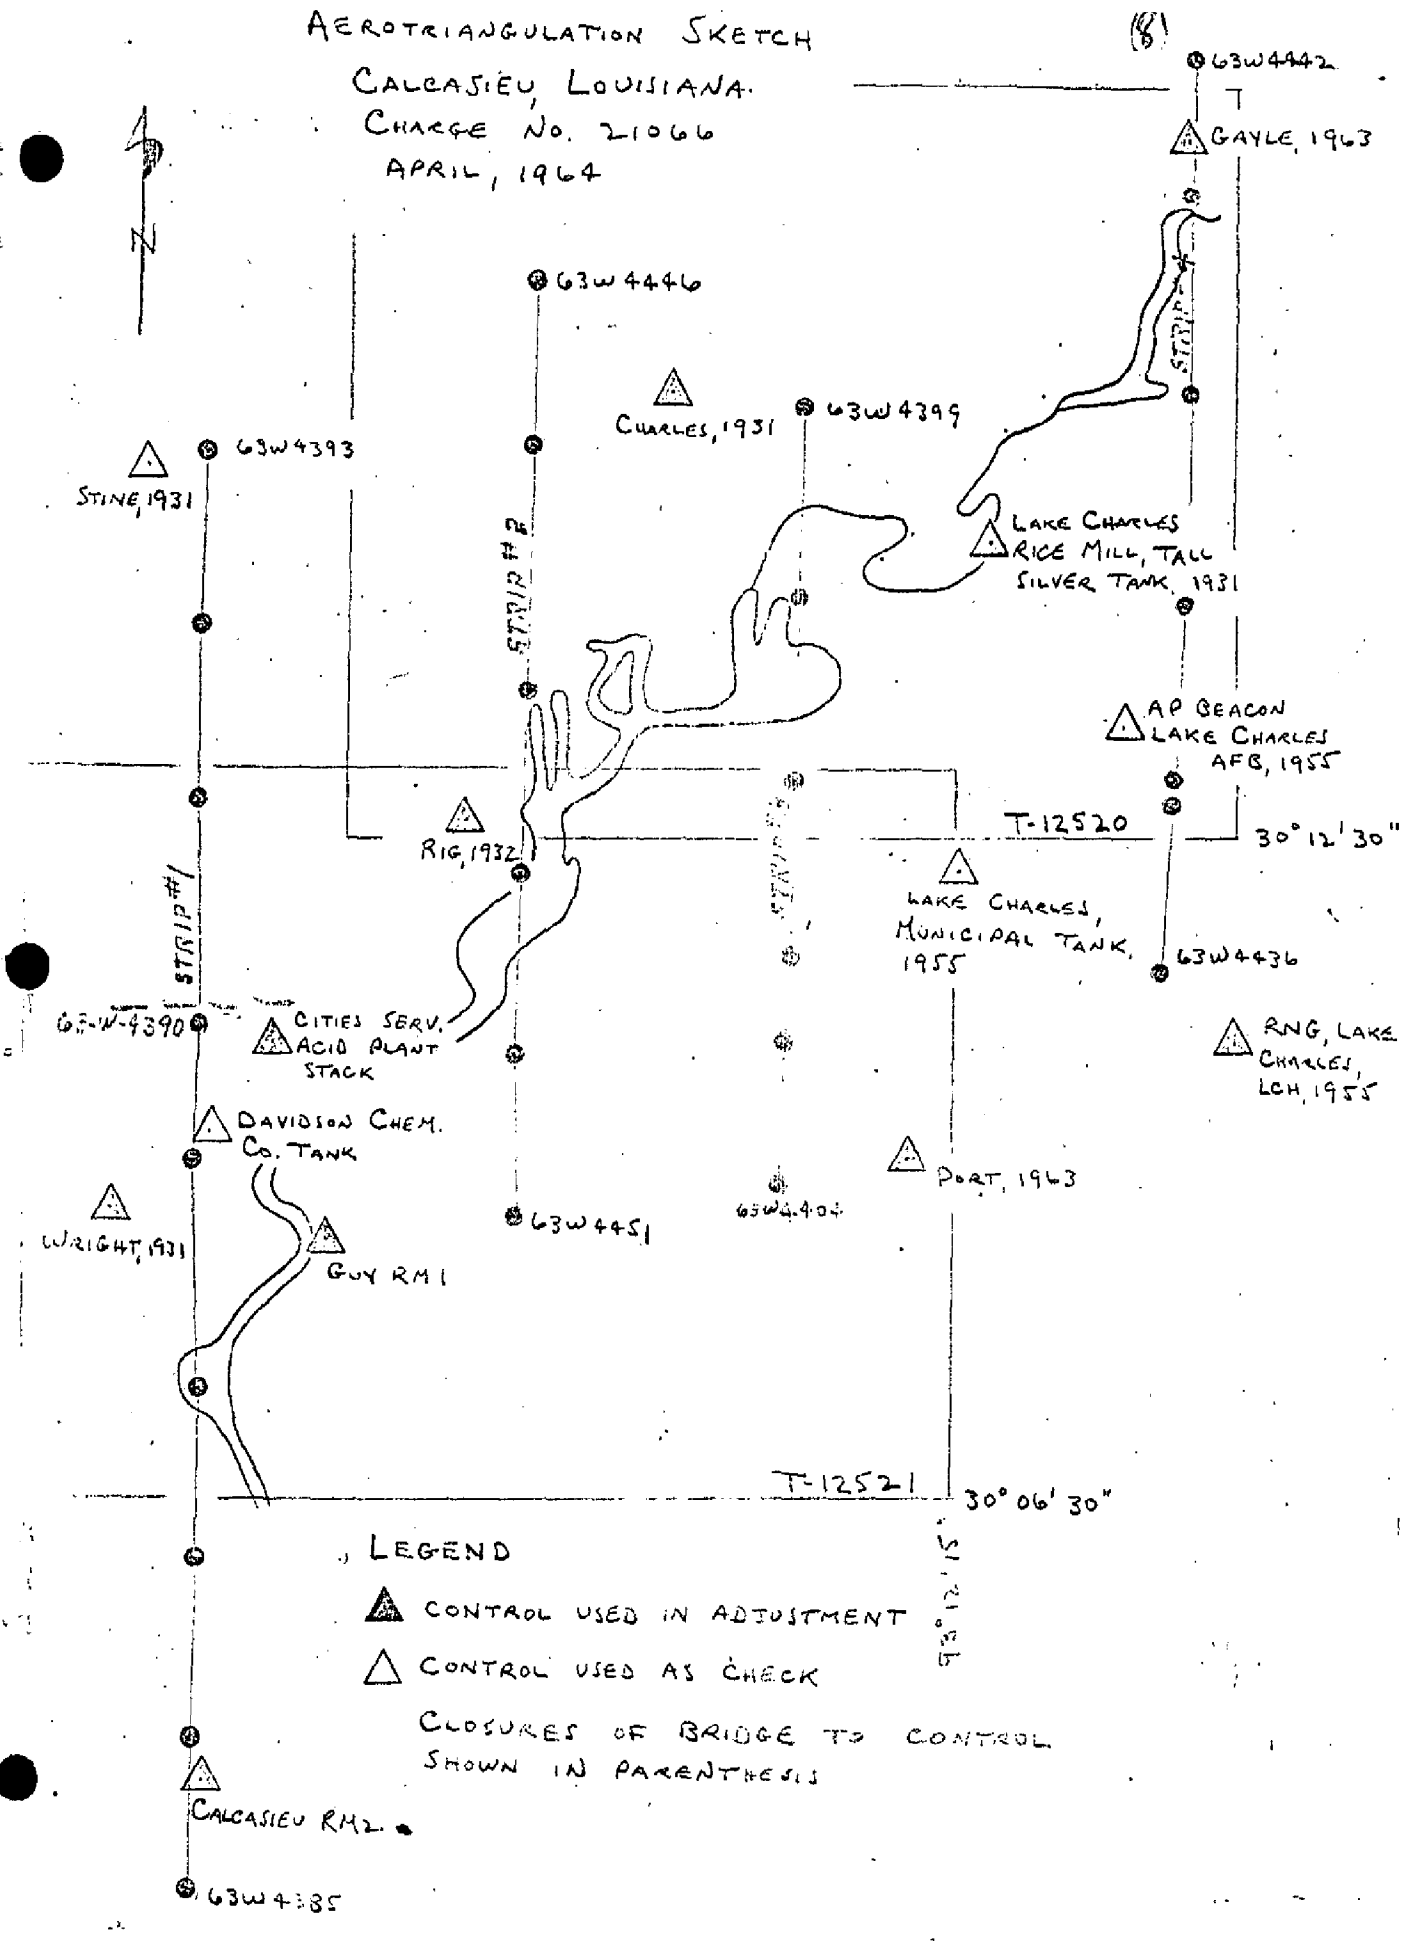 AEROTRIANGULATION SKETCH
CALCASIEU, LOUISIANA.
CHARGE NO. 21066
APRIL, 1964
(8)
63W4442
GAYLE, 1963
N
63W4446
STRIP 4
CHARLES, 1931
63W4399
63W4393
STINE, 1931
STRIP #2
LAKE CHARLES
RICE MILL, TALL
SILVER TANK, 1931
AP BEACON
LAKE CHARLES
AFB, 1955
T-12520
30° 12' 30"
RIG, 1932
STRIP #1
LAKE CHARLES,
MUNICIPAL TANK,
1955
63W4436
63-W-4390
CITIES SERV.
ACID PLANT
STACK
RNG, LAKE
CHARLES,
LCH, 1955
DAVIDSON CHEM.
CO. TANK
PORT, 1963
WRIGHT, 1931
63W4451
63W4404
GUY RM1
T-12521
30° 06' 30"
93° 12' 15"
LEGEND
CONTROL USED IN ADJUSTMENT
CONTROL USED AS CHECK
CLOSURES OF BRIDGE TO CONTROL
SHOWN IN PARENTHESIS
CALCASIEU RM2
63W4385